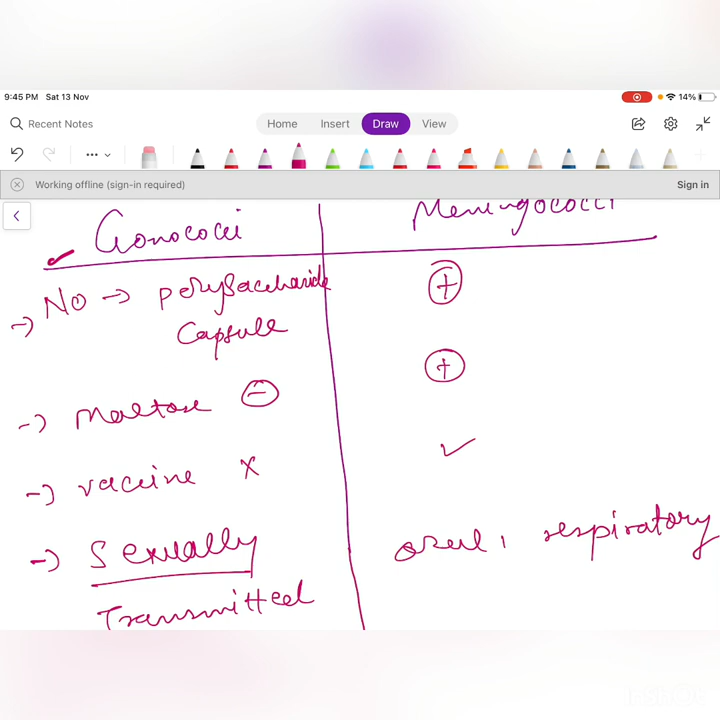 9:45 PM Sat 13 Nov
14%
Recent Notes
Home Insert Draw View
Working offline (sign-in required) Sign in
Gonococci Meningococci
→ No → polysaccharide +
Capsule
→ maltose - +
→ vaccine x ✓
→ Sexually oral, respiratory
Transmitted
InShOt